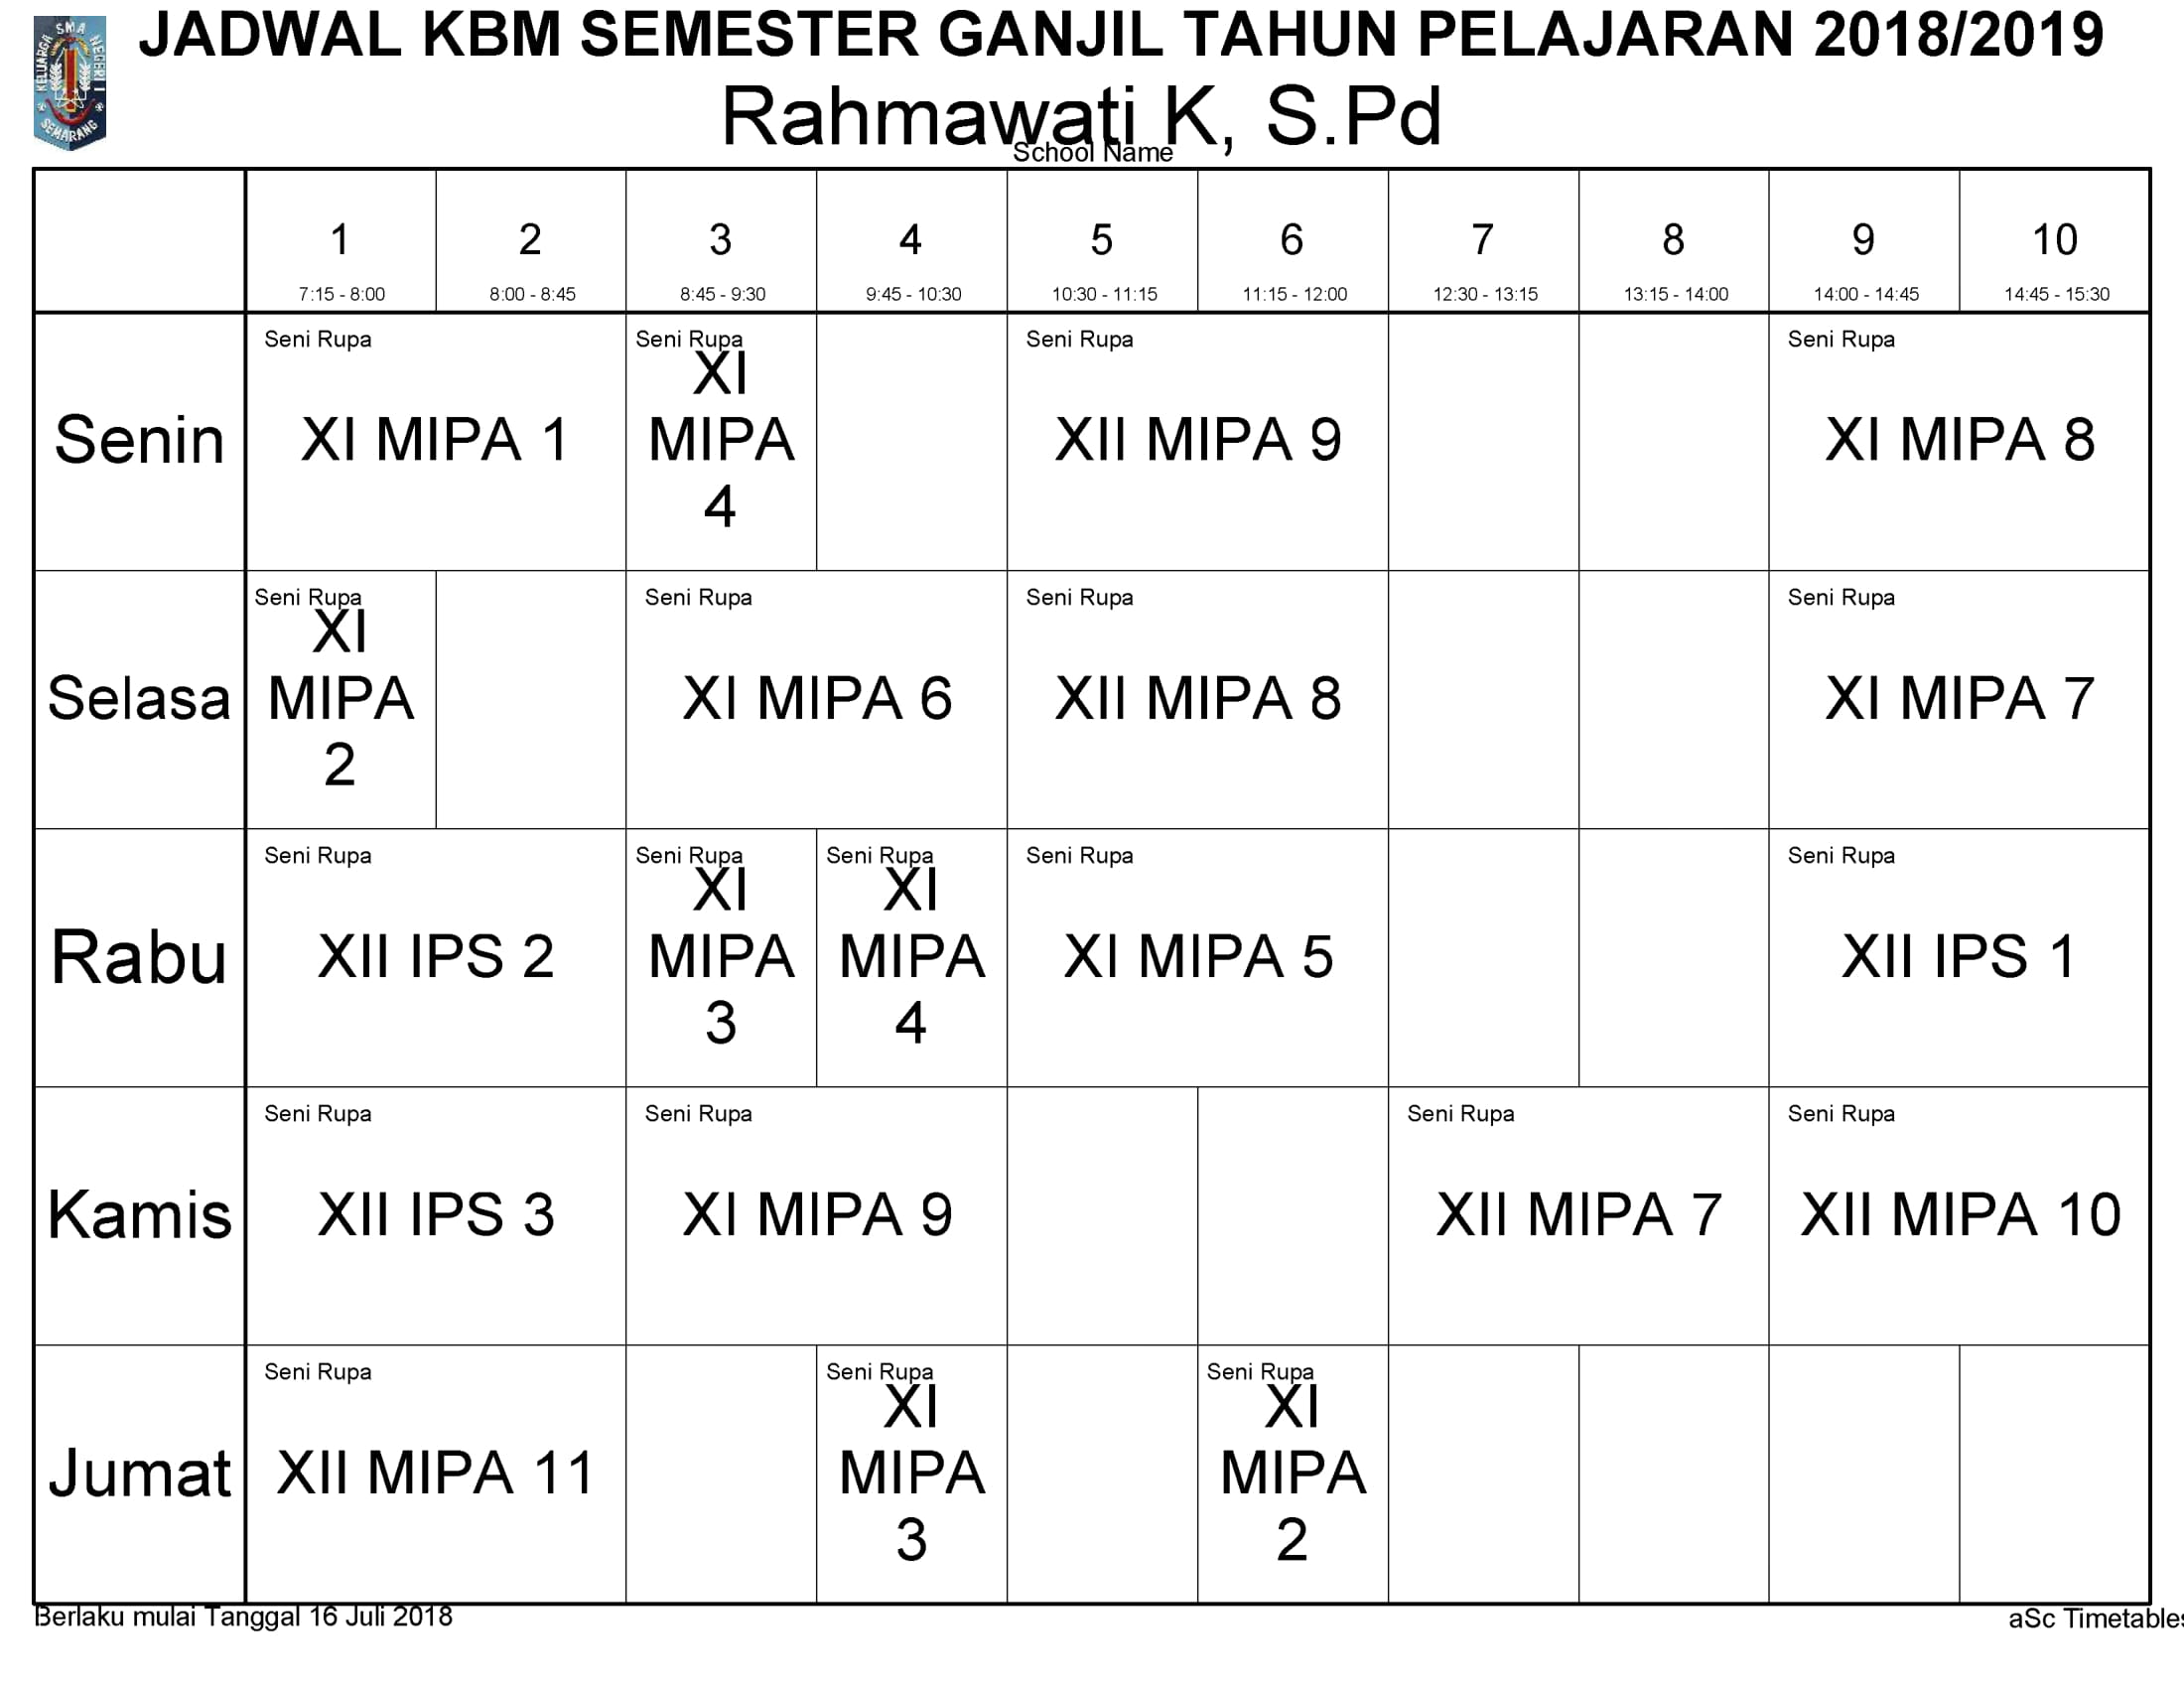 KELUARGA SMA NEGERI 1
SEMARANG
JADWAL KBM SEMESTER GANJIL TAHUN PELAJARAN 2018/2019
Rahmawati K, S.Pd
School Name
1 2 3 4 5 6 7 8 9 10
7:15 - 8:00 8:00 - 8:45 8:45 - 9:30 9:45 - 10:30 10:30 - 11:15 11:15 - 12:00 12:30 - 13:15 13:15 - 14:00 14:00 - 14:45 14:45 - 15:30
Senin
Seni Rupa
XI MIPA 1
Seni Rupa
XI
MIPA
4
Seni Rupa
XII MIPA 9
Seni Rupa
XI MIPA 8
Selasa
Seni Rupa
XI
MIPA
2
Seni Rupa
XI MIPA 6
Seni Rupa
XII MIPA 8
Seni Rupa
XI MIPA 7
Rabu
Seni Rupa
XII IPS 2
Seni Rupa
XI
MIPA
3
Seni Rupa
XI
MIPA
4
Seni Rupa
XI MIPA 5
Seni Rupa
XII IPS 1
Kamis
Seni Rupa
XII IPS 3
Seni Rupa
XI MIPA 9
Seni Rupa
XII MIPA 7
Seni Rupa
XII MIPA 10
Jumat
Seni Rupa
XII MIPA 11
Seni Rupa
XI
MIPA
3
Seni Rupa
XI
MIPA
2
Berlaku mulai Tanggal 16 Juli 2018
aSc Timetables